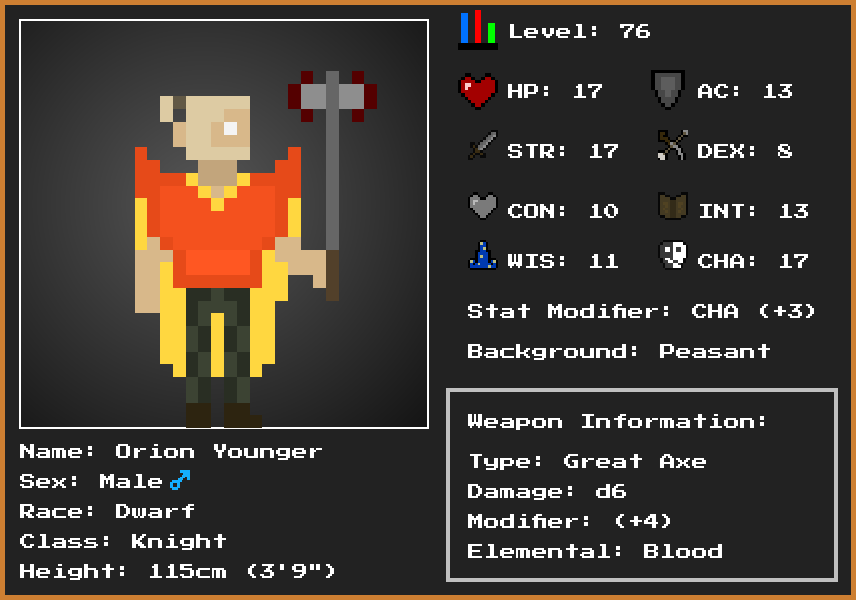 Level: 76
HP: 17
AC: 13
STR: 17
DEX: 8
CON: 10
INT: 13
WIS: 11
CHA: 17
Stat Modifier: CHA (+3)
Background: Peasant
Weapon Information:
Type: Great Axe
Damage: d6
Modifier: (+4)
Elemental: Blood
Name: Orion Younger
Sex: Male♂
Race: Dwarf
Class: Knight
Height: 115cm (3'9")